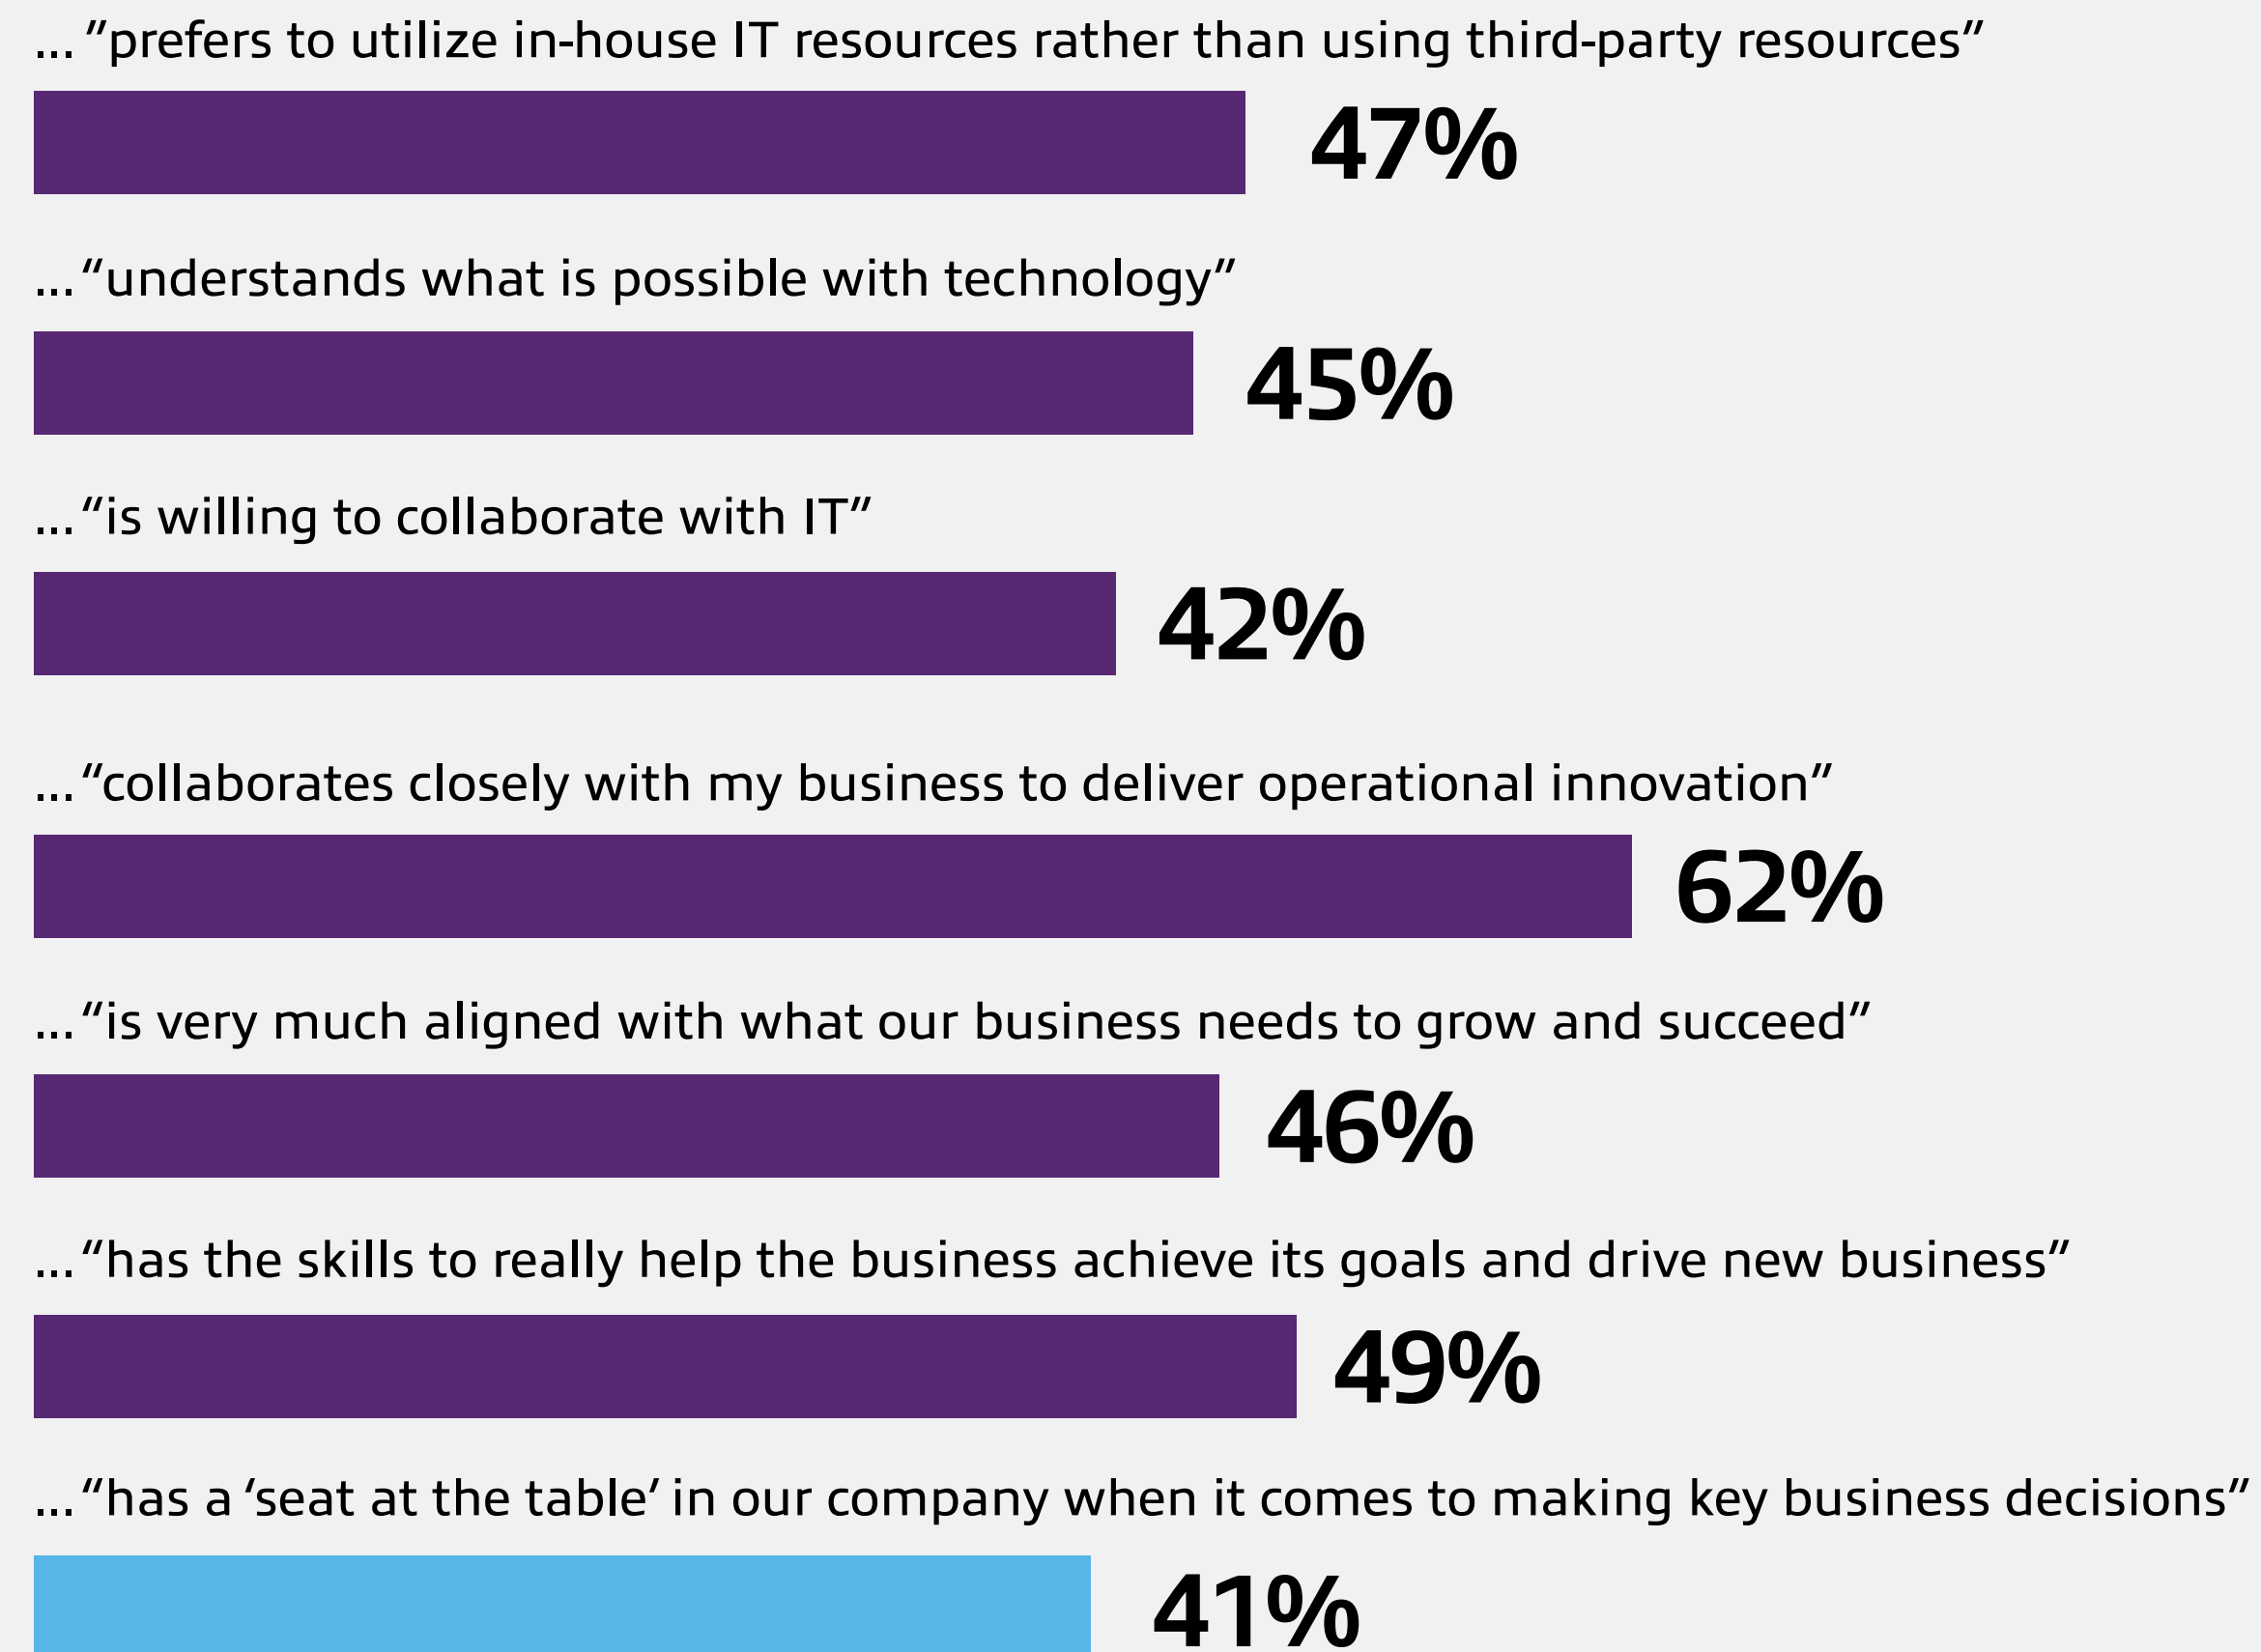 ... “prefers to utilize in-house IT resources rather than using third-party resources”
47%
... “understands what is possible with technology”
45%
... “is willing to collaborate with IT”
42%
... “collaborates closely with my business to deliver operational innovation”
62%
... “is very much aligned with what our business needs to grow and succeed”
46%
... “has the skills to really help the business achieve its goals and drive new business”
49%
... “has a ‘seat at the table’ in our company when it comes to making key business decisions”
41%